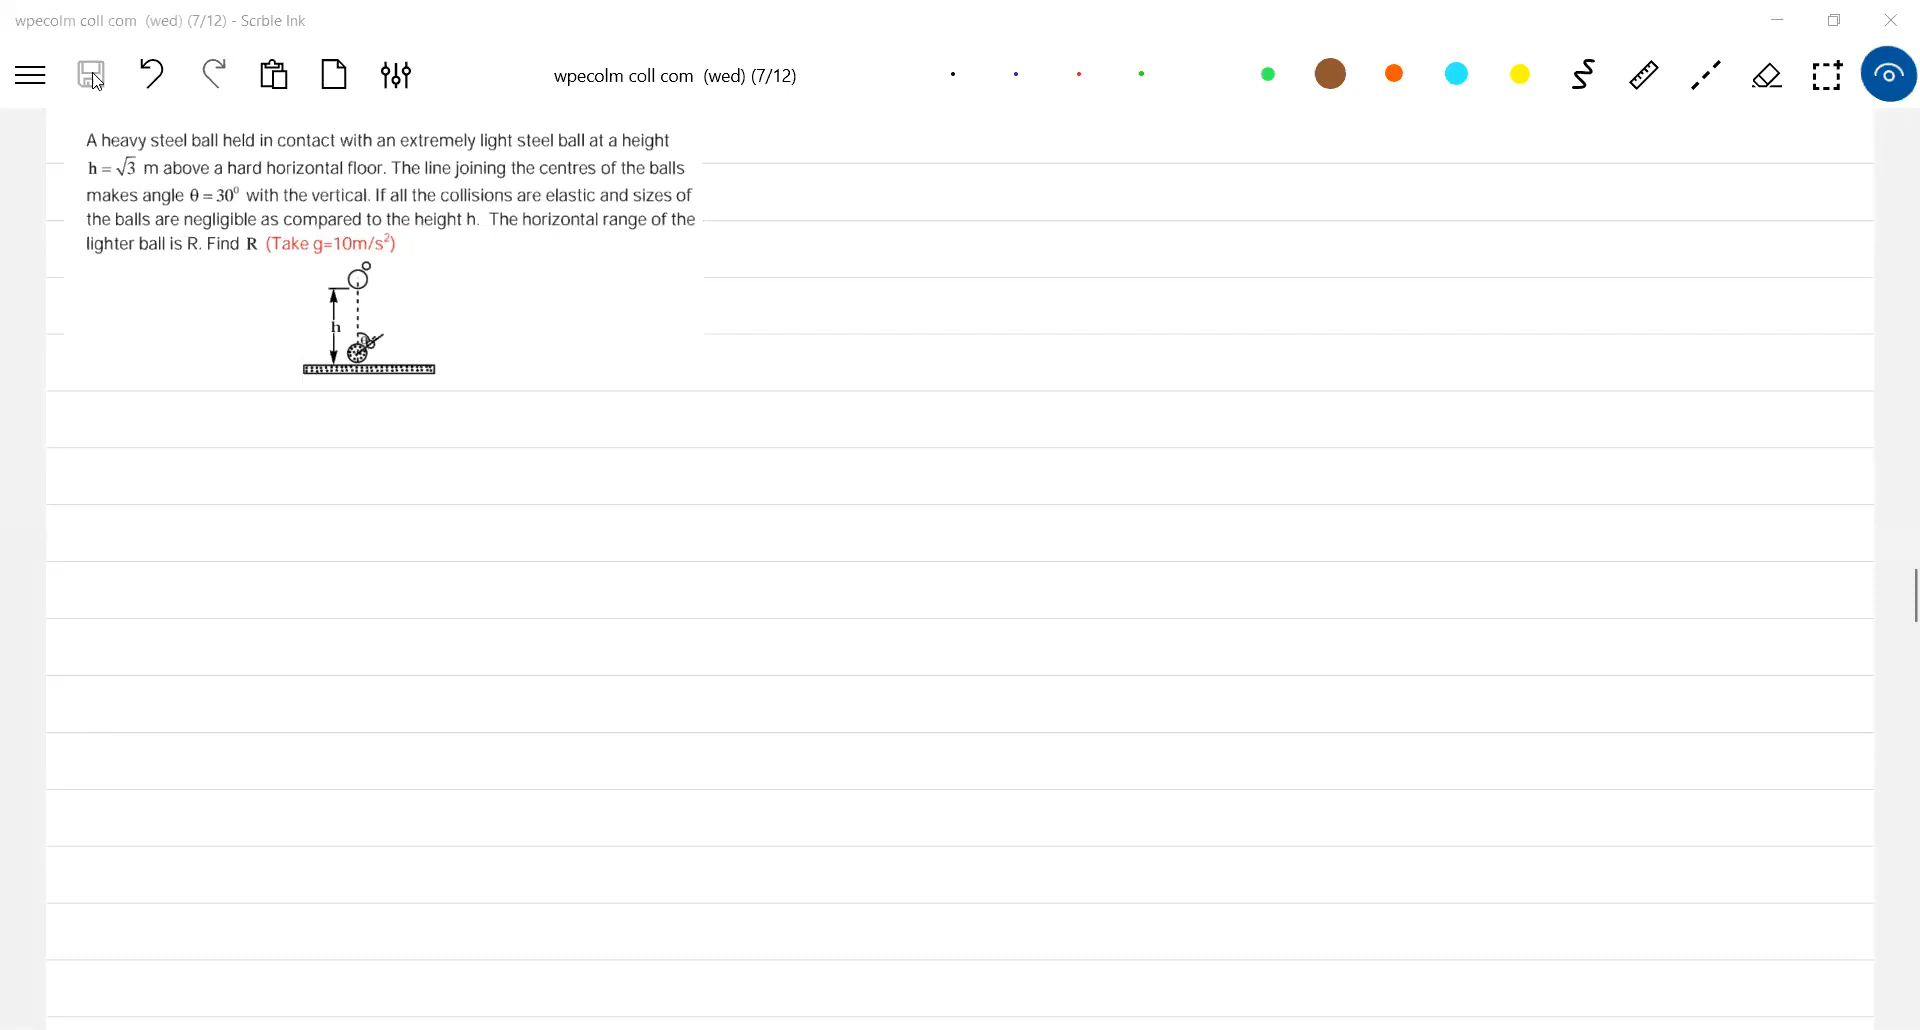 wpecolm coll com (wed) (7/12) - Scrble Ink
wpecolm coll com (wed) (7/12)
A heavy steel ball held in contact with an extremely light steel ball at a height
h = √3 m above a hard horizontal floor. The line joining the centres of the balls
makes angle θ = 30⁰ with the vertical. If all the collisions are elastic and sizes of
the balls are negligible as compared to the height h. The horizontal range of the
lighter ball is R. Find R (Take g=10m/s²)
h